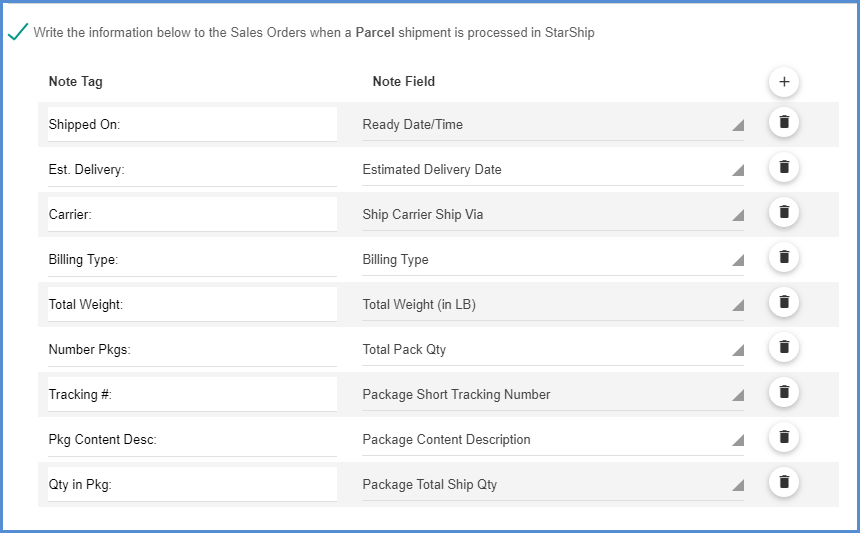 Write the information below to the Sales Orders when a Parcel shipment is processed in StarShip
Note Tag Note Field
Shipped On: Ready Date/Time
Est. Delivery: Estimated Delivery Date
Carrier: Ship Carrier Ship Via
Billing Type: Billing Type
Total Weight: Total Weight (in LB)
Number Pkgs: Total Pack Qty
Tracking #: Package Short Tracking Number
Pkg Content Desc: Package Content Description
Qty in Pkg: Package Total Ship Qty